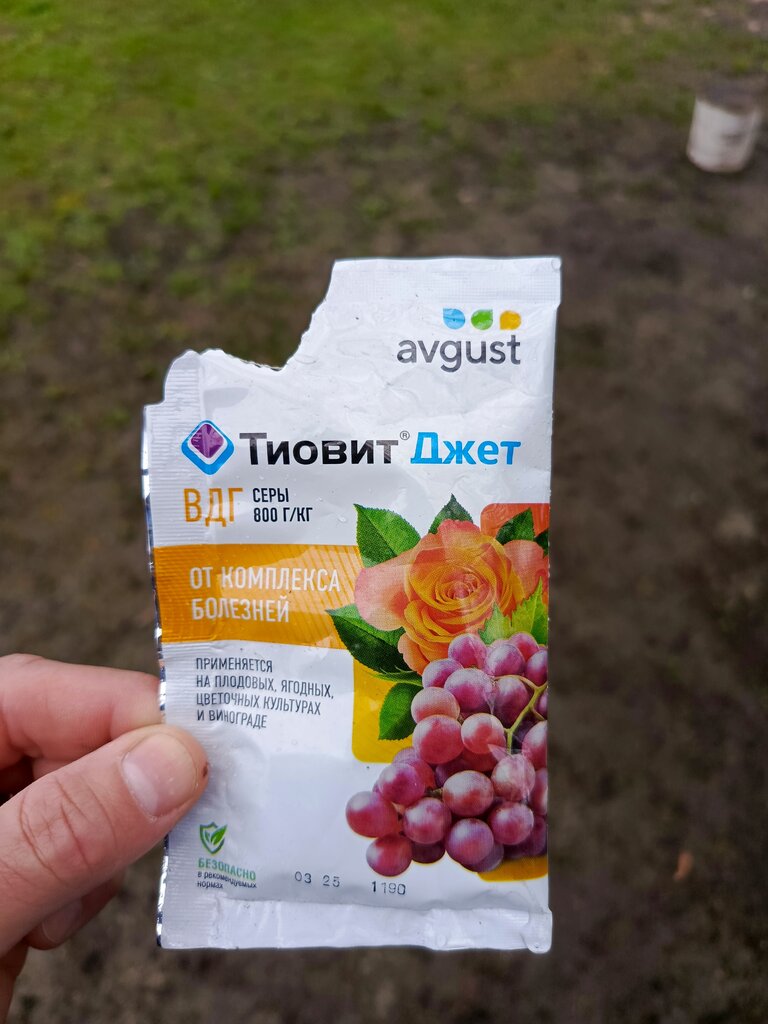 avgust
Тиовит® Джет
ВДГ СЕРЫ
800 Г/КГ
ОТ КОМПЛЕКСА
БОЛЕЗНЕЙ
ПРИМЕНЯЕТСЯ
НА ПЛОДОВЫХ, ЯГОДНЫХ,
ЦВЕТОЧНЫХ КУЛЬТУРАХ
И ВИНОГРАДЕ
БЕЗОПАСНО
в рекомендуемых
нормах
03 25 1190